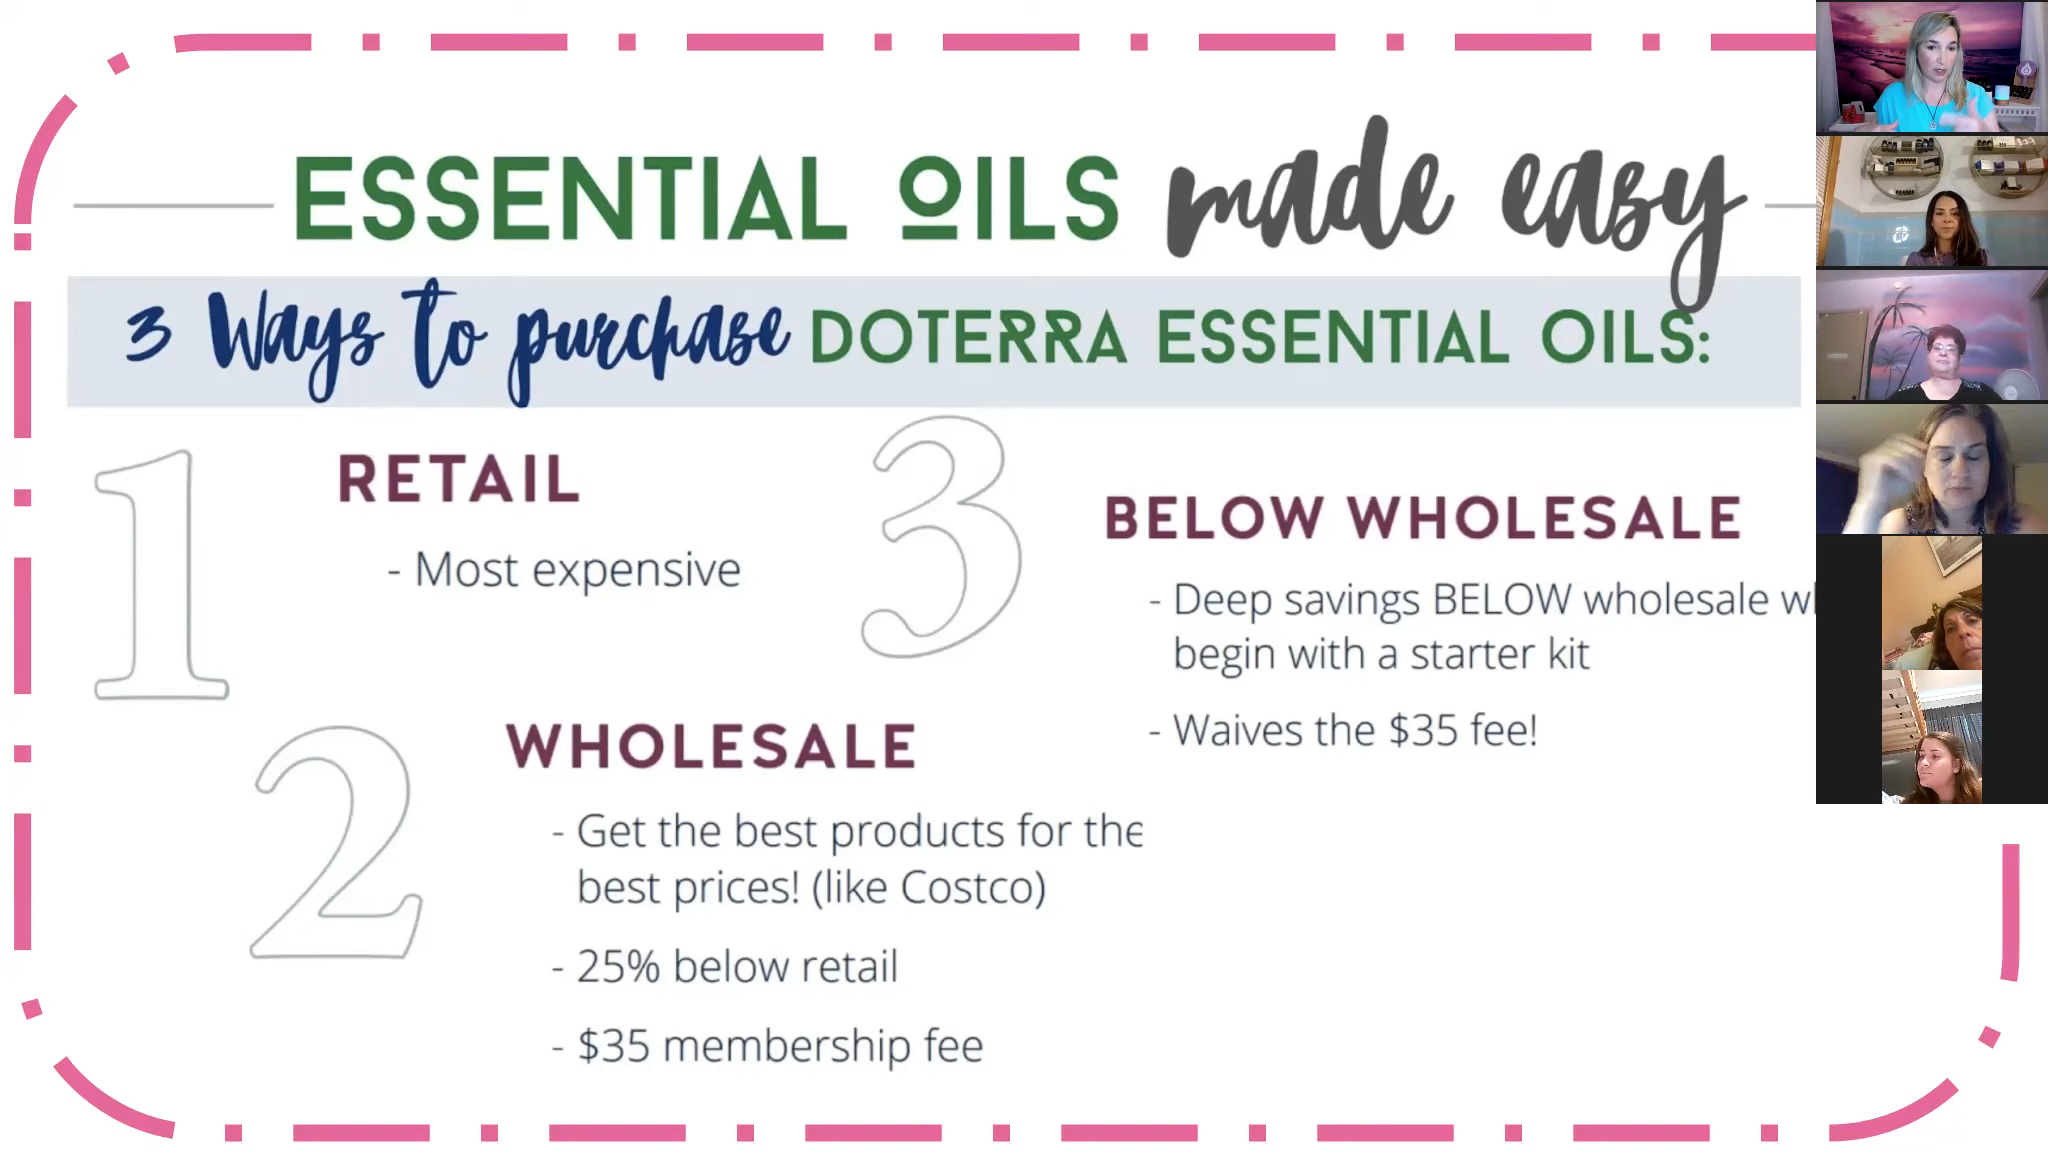 ESSENTIAL OILS made easy
3 Ways to purchase DOTERRA ESSENTIAL OILS:
1
RETAIL
- Most expensive
2
WHOLESALE
- Get the best products for the
best prices! (like Costco)
- 25% below retail
- $35 membership fee
3
BELOW WHOLESALE
- Deep savings BELOW wholesale
begin with a starter kit
- Waives the $35 fee!